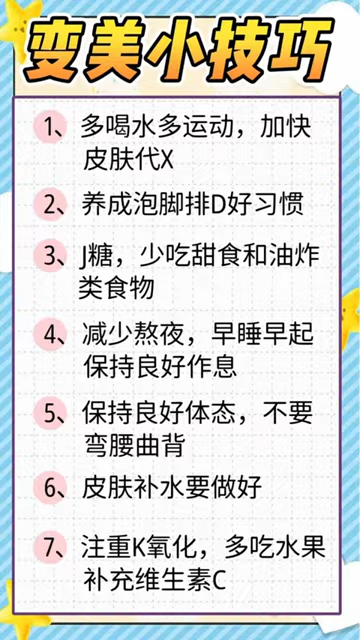 变美小技巧
1、多喝水多运动，加快
皮肤代X
2、养成泡脚排D好习惯
3、J糖，少吃甜食和油炸
类食物
4、减少熬夜，早睡早起
保持良好作息
5、保持良好体态，不要
弯腰曲背
6、皮肤补水要做好
7、注重K氧化，多吃水果
补充维生素C